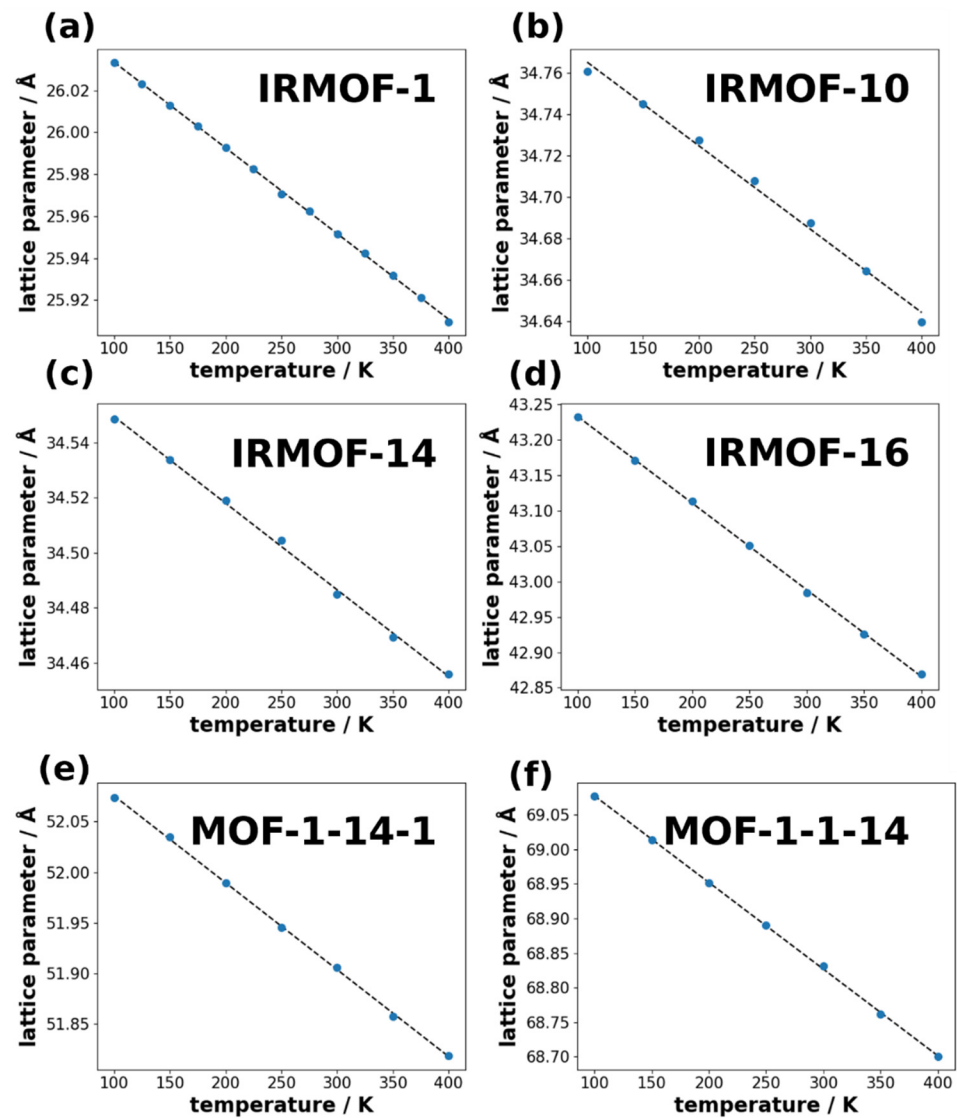 (a)
IRMOF-1
lattice parameter / Å
26.02
26.00
25.98
25.96
25.94
25.92
100 150 200 250 300 350 400
temperature / K
(b)
IRMOF-10
lattice parameter / Å
34.76
34.74
34.72
34.70
34.68
34.66
34.64
100 150 200 250 300 350 400
temperature / K
(c)
IRMOF-14
lattice parameter / Å
34.54
34.52
34.50
34.48
34.46
100 150 200 250 300 350 400
temperature / K
(d)
IRMOF-16
lattice parameter / Å
43.25
43.20
43.15
43.10
43.05
43.00
42.95
42.90
42.85
100 150 200 250 300 350 400
temperature / K
(e)
MOF-1-14-1
lattice parameter / Å
52.05
52.00
51.95
51.90
51.85
100 150 200 250 300 350 400
temperature / K
(f)
MOF-1-1-14
lattice parameter / Å
69.05
69.00
68.95
68.90
68.85
68.80
68.75
68.70
100 150 200 250 300 350 400
temperature / K